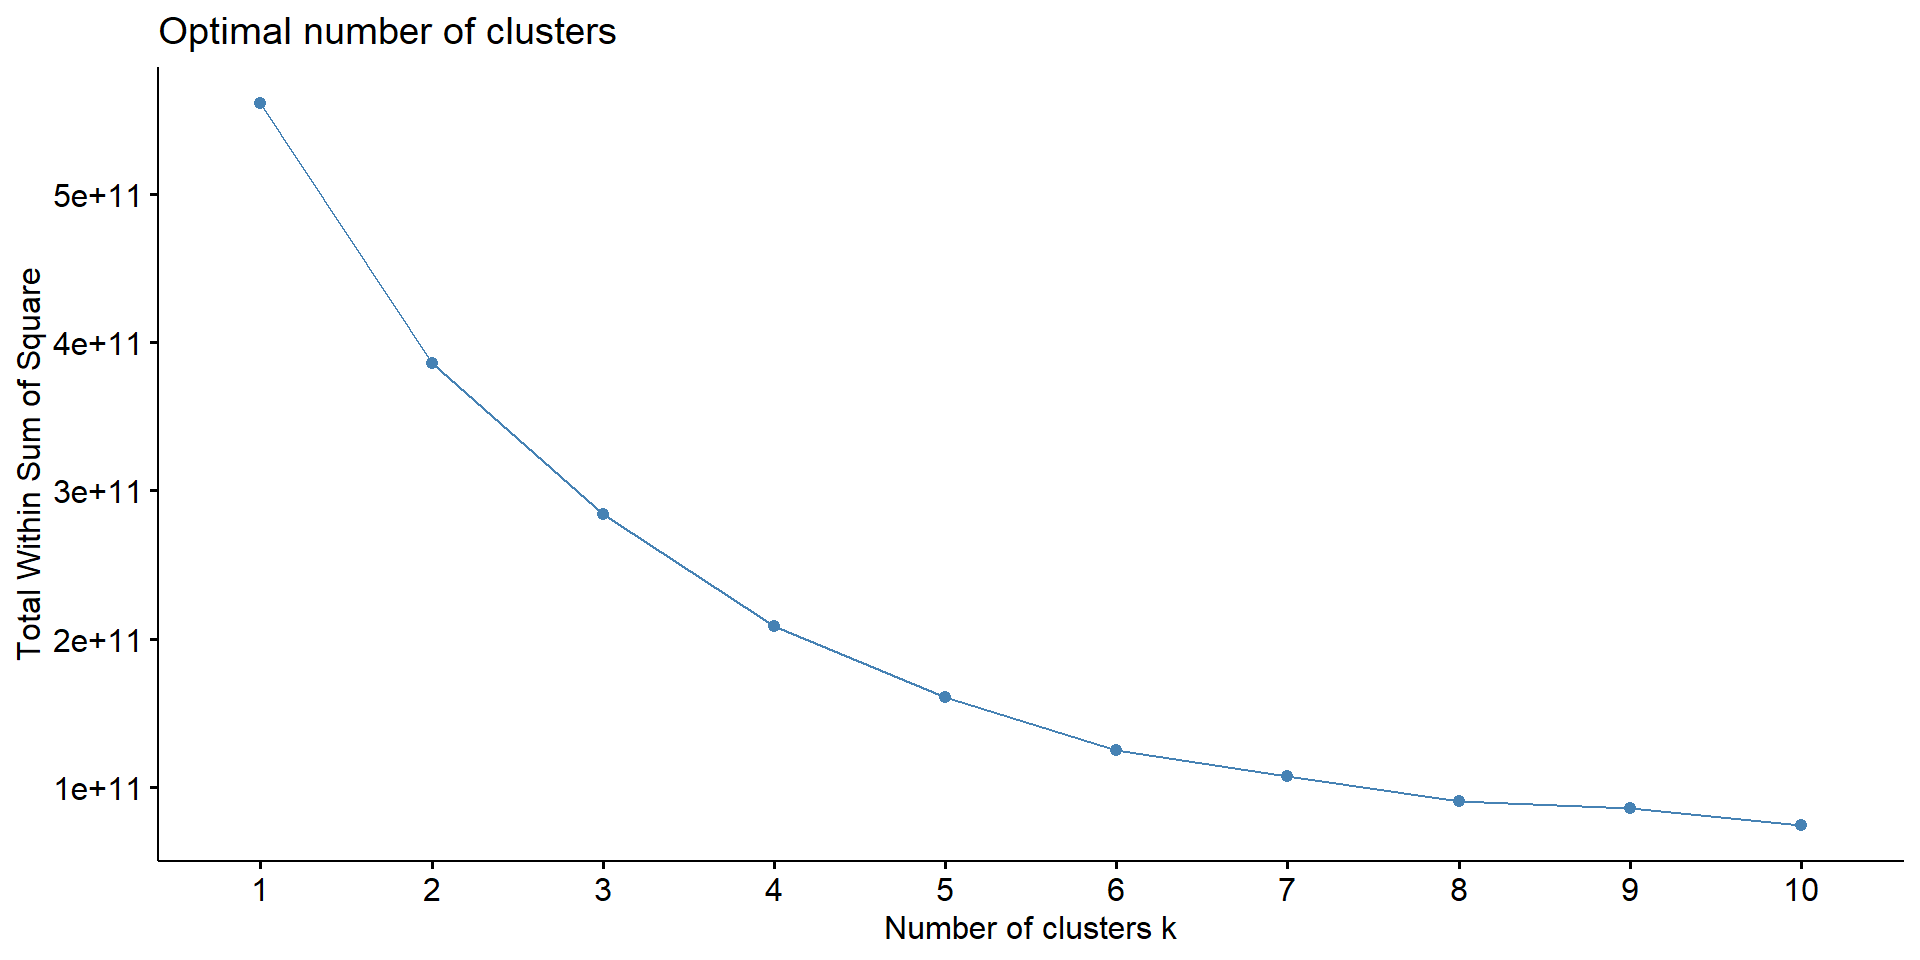 Optimal number of clusters
Total Within Sum of Square
5e+11
4e+11
3e+11
2e+11
1e+11
1 2 3 4 5 6 7 8 9 10
Number of clusters k